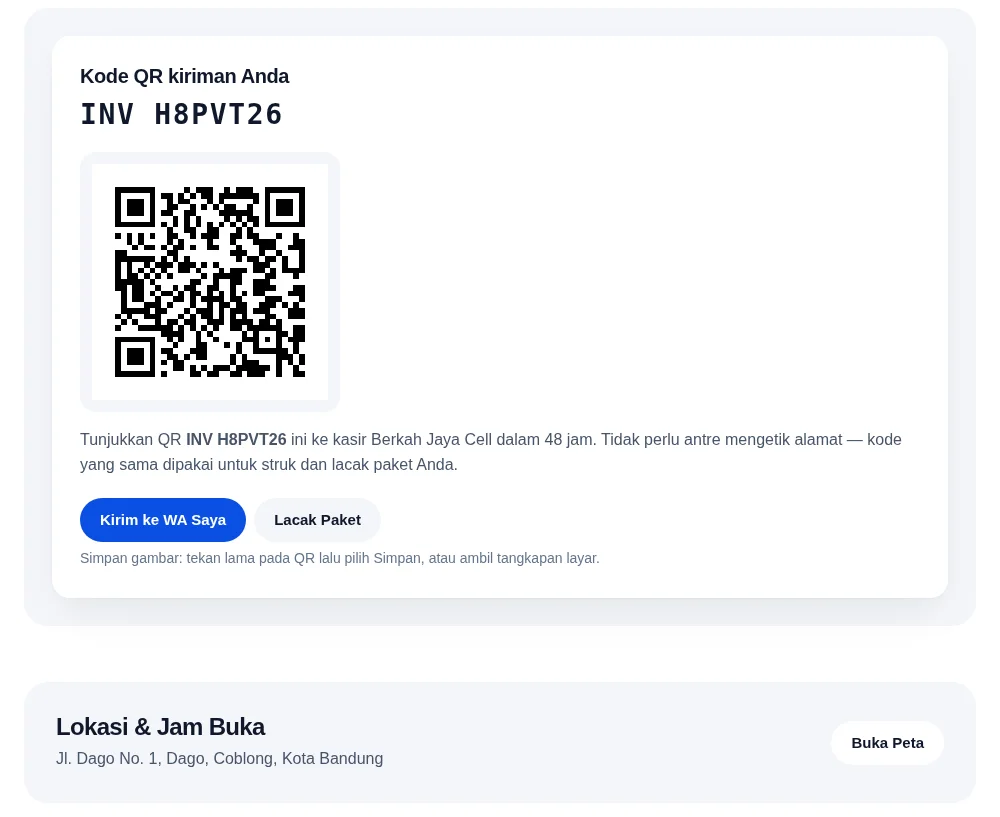 Kode QR kiriman Anda
INV H8PVT26
Tunjukkan QR INV H8PVT26 ini ke kasir Berkah Jaya Cell dalam 48 jam. Tidak perlu antre mengetik alamat — kode
yang sama dipakai untuk struk dan lacak paket Anda.
Kirim ke WA Saya
Lacak Paket
Simpan gambar: tekan lama pada QR lalu pilih Simpan, atau ambil tangkapan layar.
Lokasi & Jam Buka
Jl. Dago No. 1, Dago, Coblong, Kota Bandung
Buka Peta